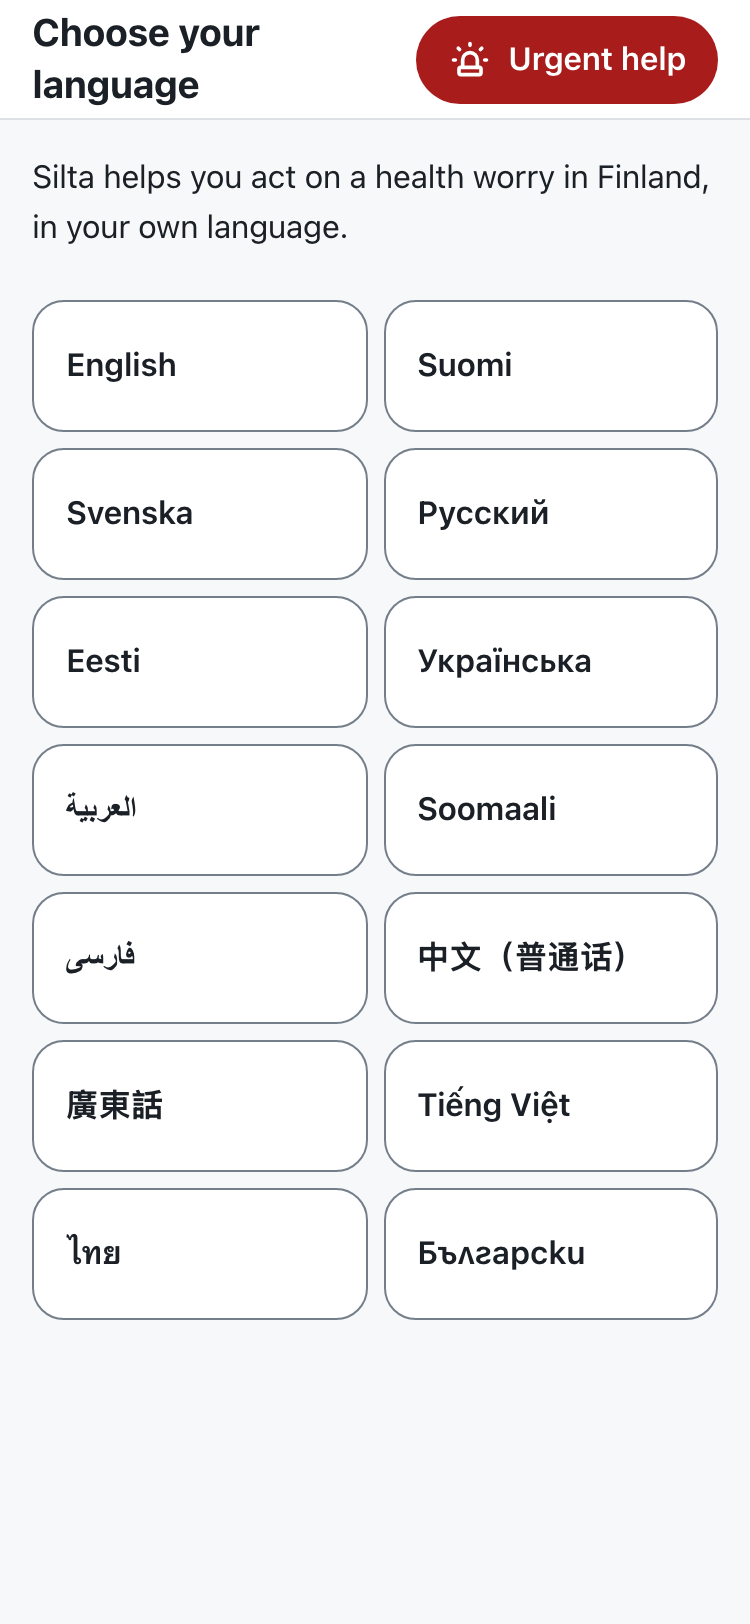 Choose your
language
Urgent help
Silta helps you act on a health worry in Finland,
in your own language.
English
Suomi
Svenska
Русский
Eesti
Українська
العربية
Soomaali
فارسی
中文（普通话）
廣東話
Tiếng Việt
ไทย
Български